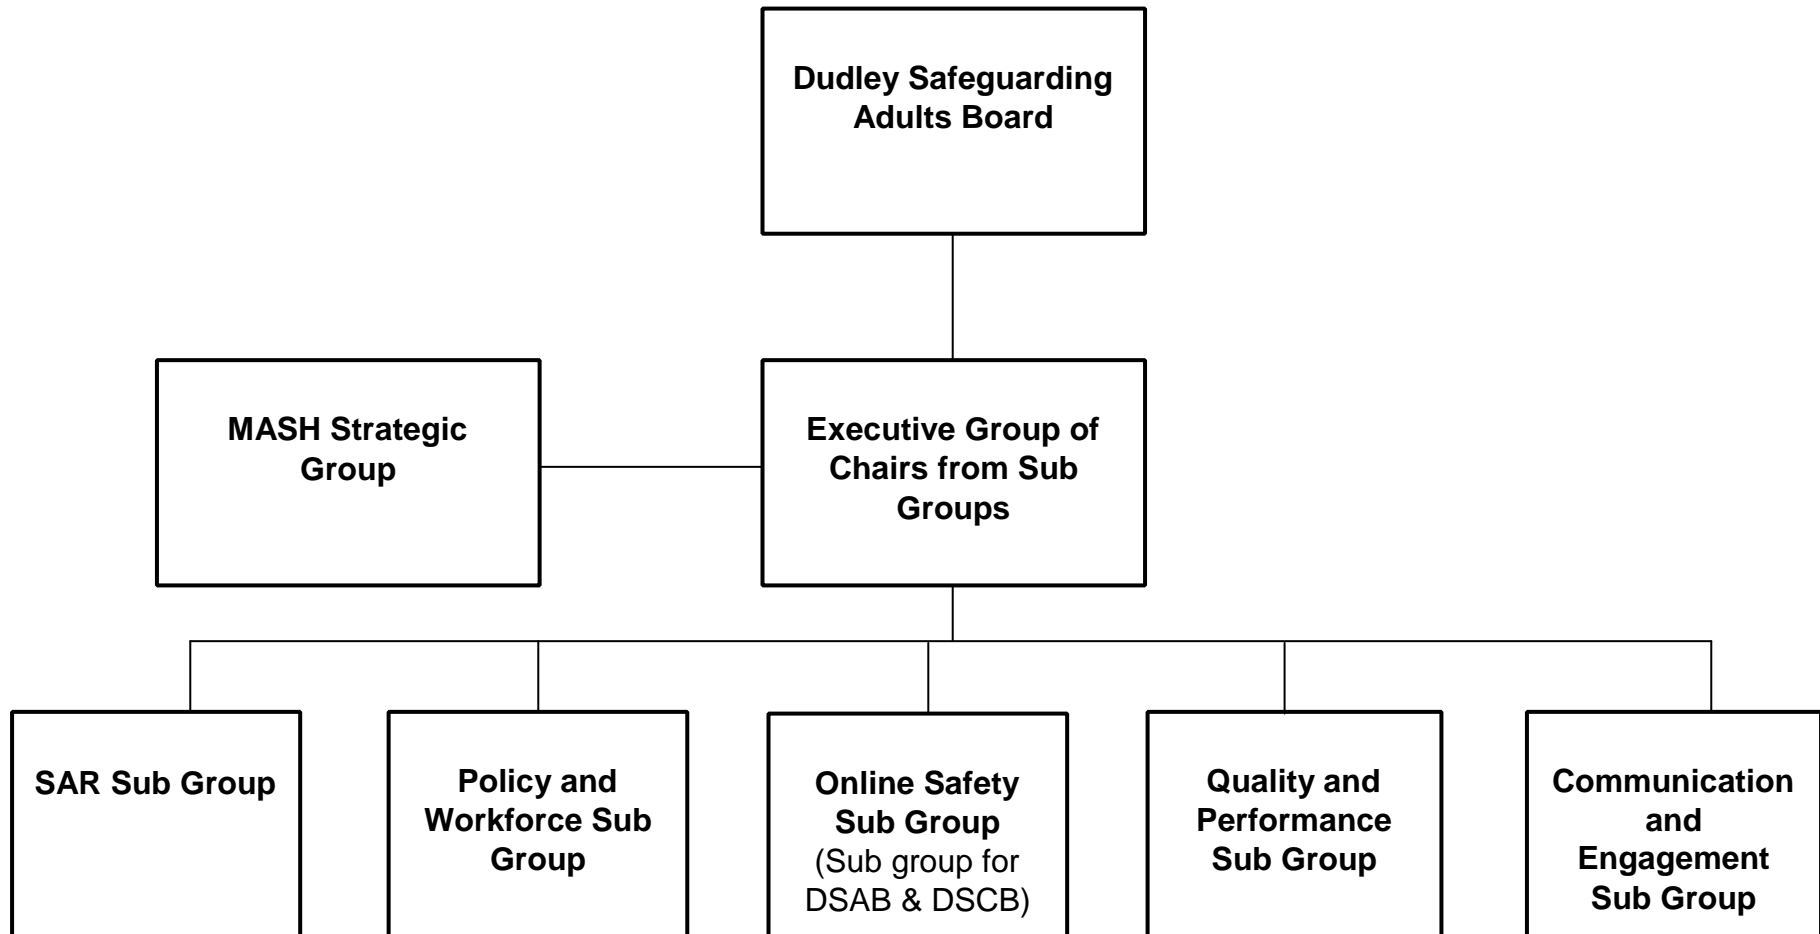 Dudley Safeguarding
Adults Board
MASH Strategic
Group
Executive Group of
Chairs from Sub
Groups
SAR Sub Group
Policy and
Workforce Sub
Group
Online Safety
Sub Group
(Sub group for
DSAB & DSCB)
Quality and
Performance
Sub Group
Communication
and
Engagement
Sub Group